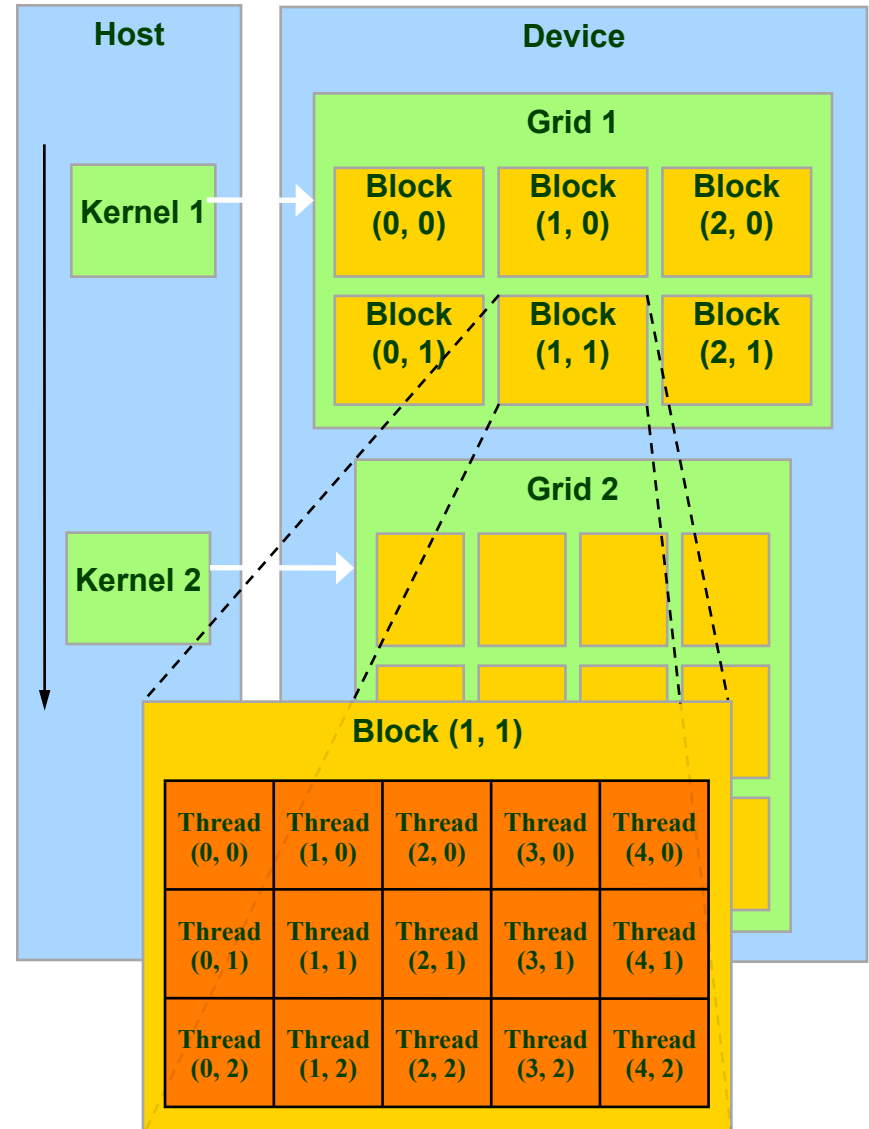 Host
Device
Grid 1
Kernel 1
Block
(0, 0)
Block
(1, 0)
Block
(2, 0)
Block
(0, 1)
Block
(1, 1)
Block
(2, 1)
Grid 2
Kernel 2
Block (1, 1)
Thread
(0, 0)
Thread
(1, 0)
Thread
(2, 0)
Thread
(3, 0)
Thread
(4, 0)
Thread
(0, 1)
Thread
(1, 1)
Thread
(2, 1)
Thread
(3, 1)
Thread
(4, 1)
Thread
(0, 2)
Thread
(1, 2)
Thread
(2, 2)
Thread
(3, 2)
Thread
(4, 2)